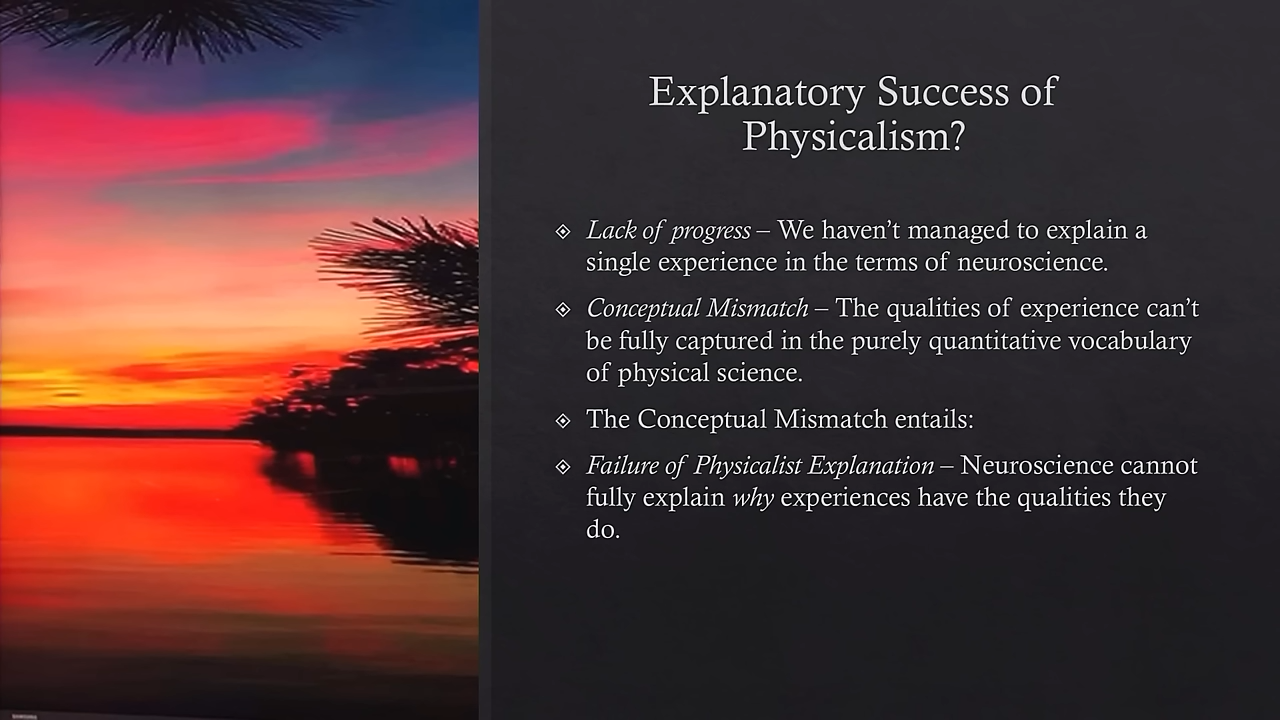 Explanatory Success of
Physicalism?
Lack of progress – We haven’t managed to explain a
single experience in the terms of neuroscience.
Conceptual Mismatch – The qualities of experience can’t
be fully captured in the purely quantitative vocabulary
of physical science.
The Conceptual Mismatch entails:
Failure of Physicalist Explanation – Neuroscience cannot
fully explain why experiences have the qualities they
do.
SAMSUNG